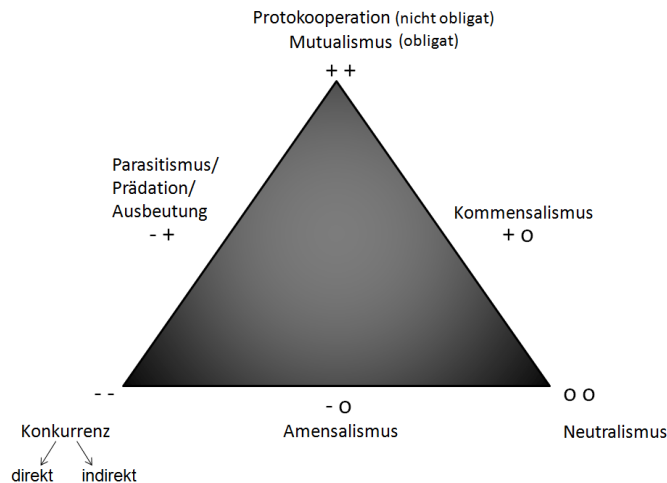 Protokooperation (nicht obligat)
Mutualismus (obligat)
+ +
Parasitismus/
Prädation/
Ausbeutung
- +
Kommensalismus
+ o
- -
- o
o o
Konkurrenz
Amensalismus
Neutralismus
direkt indirekt